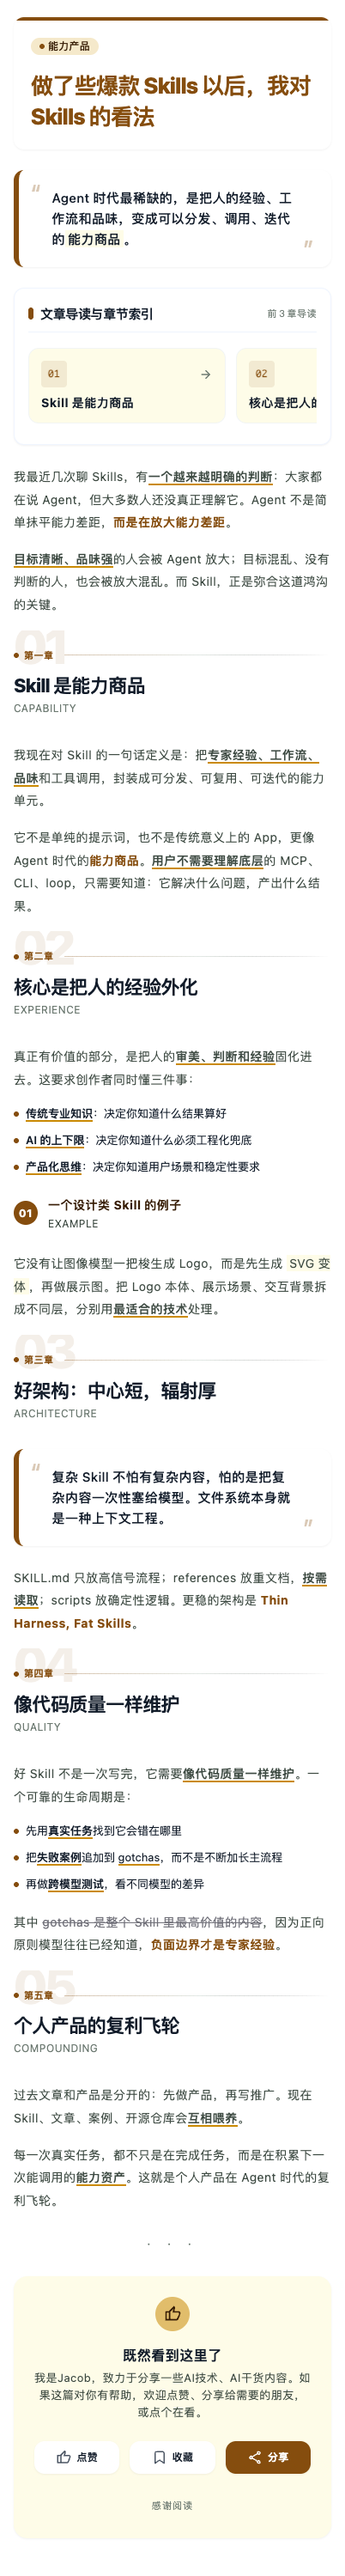 能力产品
做了些爆款 Skills 以后，我对
Skills 的看法
“
Agent 时代最稀缺的，是把人的经验、工
作流和品味，变成可以分发、调用、迭代
的 能力商品 。
”
文章导读与章节索引
前 3 章导读
01
→
02
Skill 是能力商品
核心是把人的
我最近几次聊 Skills，有一个越来越明确的判断：大家都
在说 Agent，但大多数人还没真正理解它。Agent 不是简
单抹平能力差距，而是在放大能力差距。
目标清晰、品味强的人会被 Agent 放大；目标混乱、没有
判断的人，也会被放大混乱。而 Skill，正是弥合这道鸿沟
的关键。
01
第一章
Skill 是能力商品
CAPABILITY
我现在对 Skill 的一句话定义是：把专家经验、工作流、
品味和工具调用，封装成可分发、可复用、可迭代的能力
单元。
它不是单纯的提示词，也不是传统意义上的 App，更像
Agent 时代的能力商品。用户不需要理解底层的 MCP、
CLI、loop，只需要知道：它解决什么问题，产出什么结
果。
02
第二章
核心是把人的经验外化
EXPERIENCE
真正有价值的部分，是把人的审美、判断和经验固化进
去。这要求创作者同时懂三件事：
传统专业知识：决定你知道什么结果算好
AI 的上下限：决定你知道什么必须工程化兜底
产品化思维：决定你知道用户场景和稳定性要求
01
一个设计类 Skill 的例子
EXAMPLE
它没有让图像模型一把梭生成 Logo，而是先生成 SVG 变
体 ，再做展示图。把 Logo 本体、展示场景、交互背景拆
成不同层，分别用最适合的技术处理。
03
第三章
好架构：中心短，辐射厚
ARCHITECTURE
“
复杂 Skill 不怕有复杂内容，怕的是把复
杂内容一次性塞给模型。文件系统本身就
是一种上下文工程。
”
SKILL.md 只放高信号流程；references 放重文档，按需
读取；scripts 放确定性逻辑。更稳的架构是 Thin
Harness, Fat Skills。
04
第四章
像代码质量一样维护
QUALITY
好 Skill 不是一次写完，它需要像代码质量一样维护。一
个可靠的生命周期是：
先用真实任务找到它会错在哪里
把失败案例追加到 gotchas，而不是不断加长主流程
再做跨模型测试，看不同模型的差异
其中 gotchas 是整个 Skill 里最高价值的内容，因为正向
原则模型往往已经知道，负面边界才是专家经验。
05
第五章
个人产品的复利飞轮
COMPOUNDING
过去文章和产品是分开的：先做产品，再写推广。现在
Skill、文章、案例、开源仓库会互相喂养。
每一次真实任务，都不只是在完成任务，而是在积累下一
次能调用的能力资产。这就是个人产品在 Agent 时代的复
利飞轮。
· · ·
既然看到这里了
我是Jacob，致力于分享一些AI技术、AI干货内容。如
果这篇对你有帮助，欢迎点赞、分享给需要的朋友，
或点个在看。
点赞
收藏
分享
感谢阅读